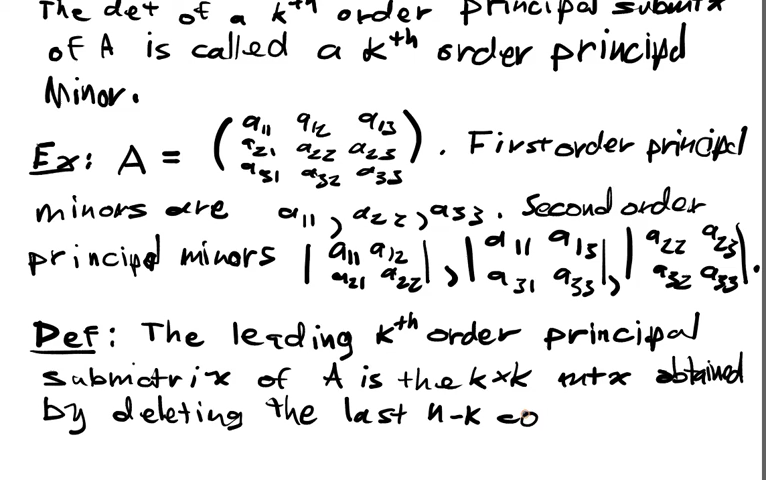 The det of a kth order principal submtx
of A is called a kth order principal
Minor.
Ex: A = ( a11 a12 a13
a21 a22 a23
a31 a32 a33 ) . First order principal
minors are a11, a22, a33. Second order
principal minors | a11 a12 | , | a11 a13 | , | a22 a23 | .
| a21 a22 | | a31 a33 | | a32 a33 |
Def: The leading kth order principal
submatrix of A is the k×k mtx obtained
by deleting the last n-k co